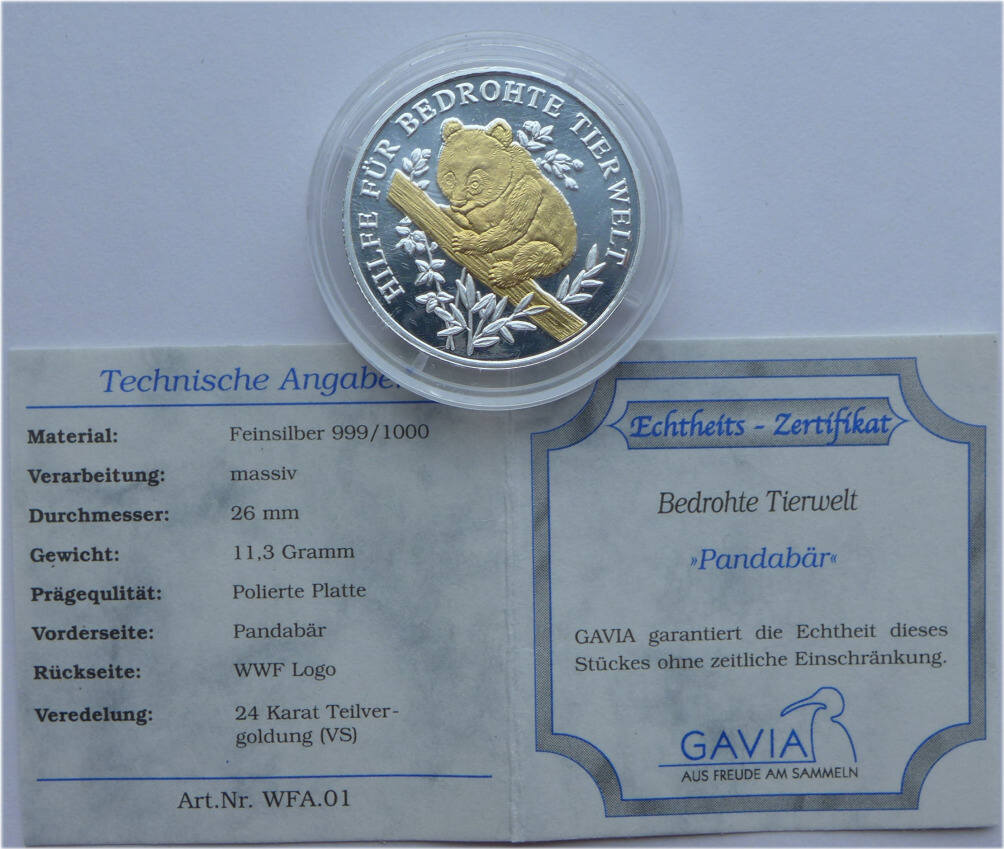 HILFE FÜR BEDROHTE TIERWELT
Technische Angaben
Material: Feinsilber 999/1000
Verarbeitung: massiv
Durchmesser: 26 mm
Gewicht: 11,3 Gramm
Prägequlität: Polierte Platte
Vorderseite: Pandabär
Rückseite: WWF Logo
Veredelung: 24 Karat Teilver-
goldung (VS)
Art.Nr. WFA.01
Echtheits - Zertifikat
Bedrohte Tierwelt
»Pandabär«
GAVIA garantiert die Echtheit dieses
Stückes ohne zeitliche Einschränkung.
GAVIA
AUS FREUDE AM SAMMELN